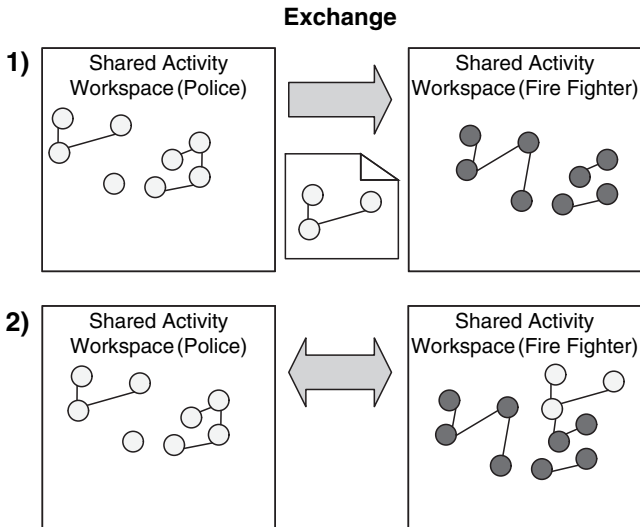 Exchange
1)
Shared Activity
Workspace (Police)
Shared Activity
Workspace (Fire Fighter)
2)
Shared Activity
Workspace (Police)
Shared Activity
Workspace (Fire Fighter)